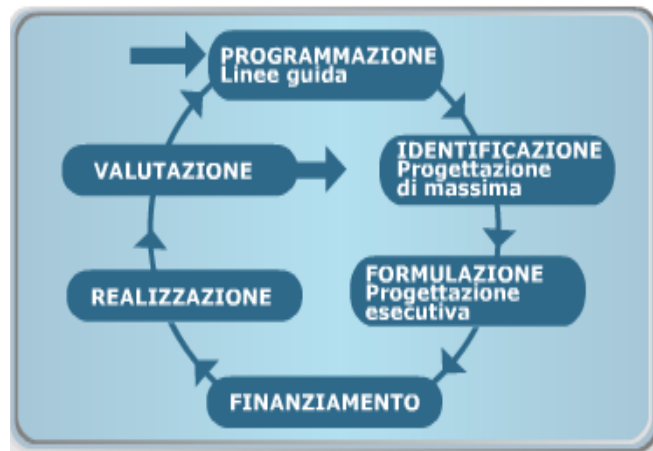 PROGRAMMAZIONE
Linee guida
IDENTIFICAZIONE
Progettazione
di massima
FORMULAZIONE
Progettazione
esecutiva
FINANZIAMENTO
REALIZZAZIONE
VALUTAZIONE